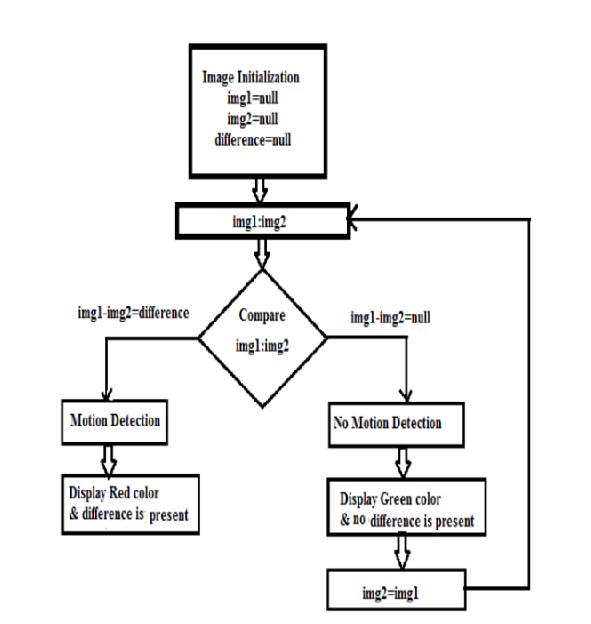 Image Initialization
img1=null
img2=null
difference=null
img1:img2
img1-img2=difference
Compare
img1:img2
img1-img2=null
Motion Detection
No Motion Detection
Display Red color
& difference is present
Display Green color
& no difference is present
img2=img1